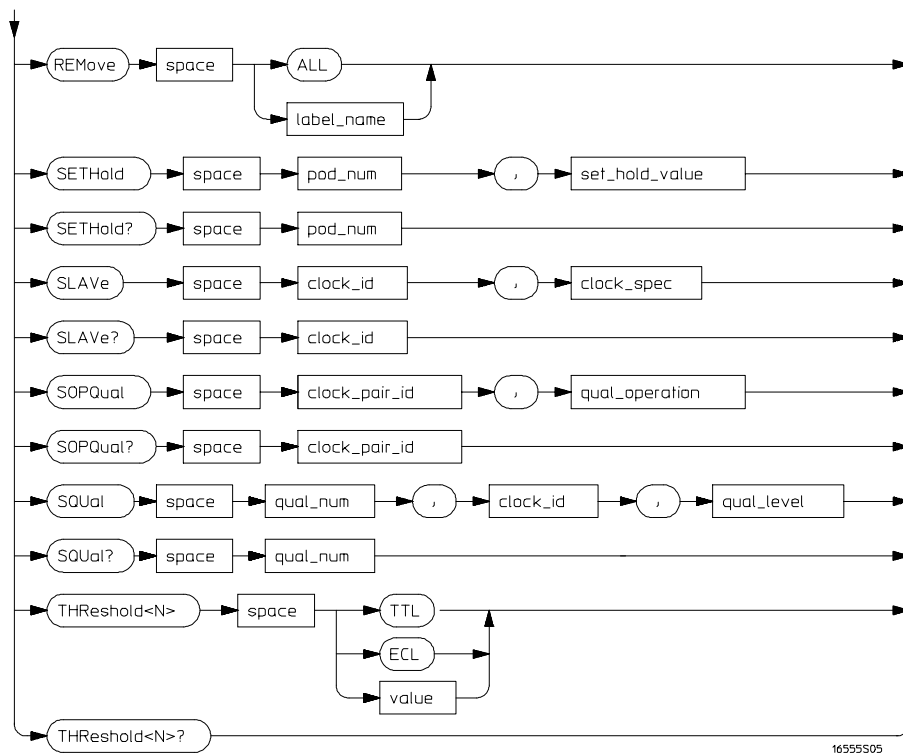 REMove space ALL
label_name
SETHold space pod_num , set_hold_value
SETHold? space pod_num
SLAVe space clock_id , clock_spec
SLAVe? space clock_id
SOPQual space clock_pair_id , qual_operation
SOPQual? space clock_pair_id
SQUal space qual_num , clock_id , qual_level
SQUal? space qual_num
THReshold<N> space TTL
ECL
value
THReshold<N>?
16555S05